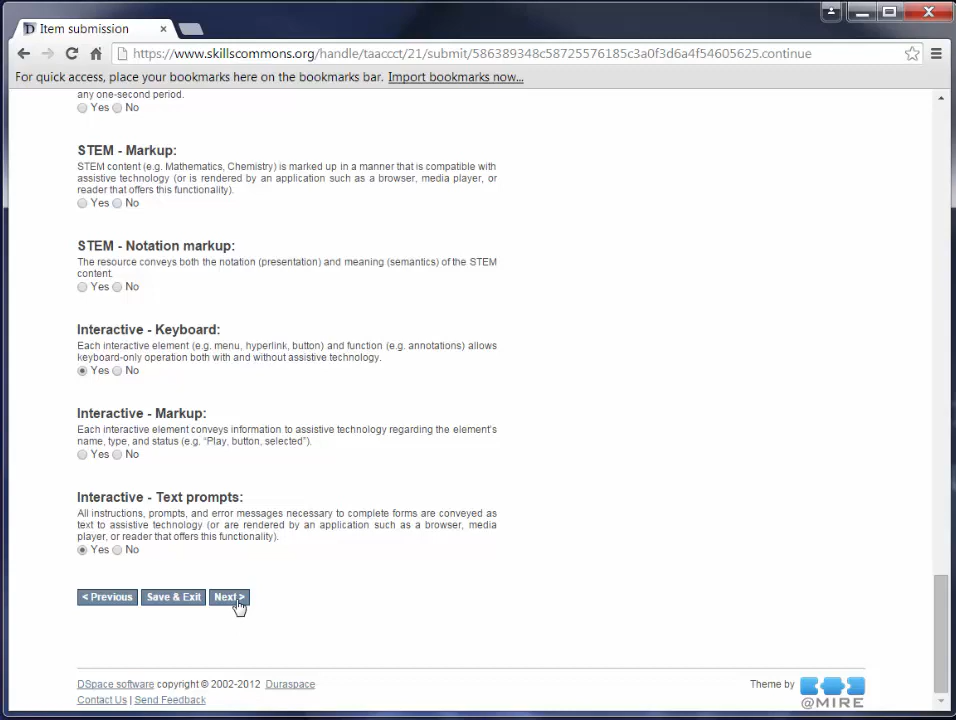 Item submission
https://www.skillscommons.org/handle/taaccct/21/submit/586389348c58725576185c3a0f3d6a4f54605625.continue
For quick access, place your bookmarks here on the bookmarks bar. Import bookmarks now...
any one-second period.
Yes No
STEM - Markup:
STEM content (e.g. Mathematics, Chemistry) is marked up in a manner that is compatible with
assistive technology (or is rendered by an application such as a browser, media player, or
reader that offers this functionality).
Yes No
STEM - Notation markup:
The resource conveys both the notation (presentation) and meaning (semantics) of the STEM
content.
Yes No
Interactive - Keyboard:
Each interactive element (e.g. menu, hyperlink, button) and function (e.g. annotations) allows
keyboard-only operation both with and without assistive technology.
Yes No
Interactive - Markup:
Each interactive element conveys information to assistive technology regarding the element's
name, type, and status (e.g. “Play, button, selected”).
Yes No
Interactive - Text prompts:
All instructions, prompts, and error messages necessary to complete forms are conveyed as
text to assistive technology (or are rendered by an application such as a browser, media
player, or reader that offers this functionality).
Yes No
< Previous Save & Exit Next >
DSpace software copyright © 2002-2012 Duraspace
Contact Us | Send Feedback
Theme by
@MIRE